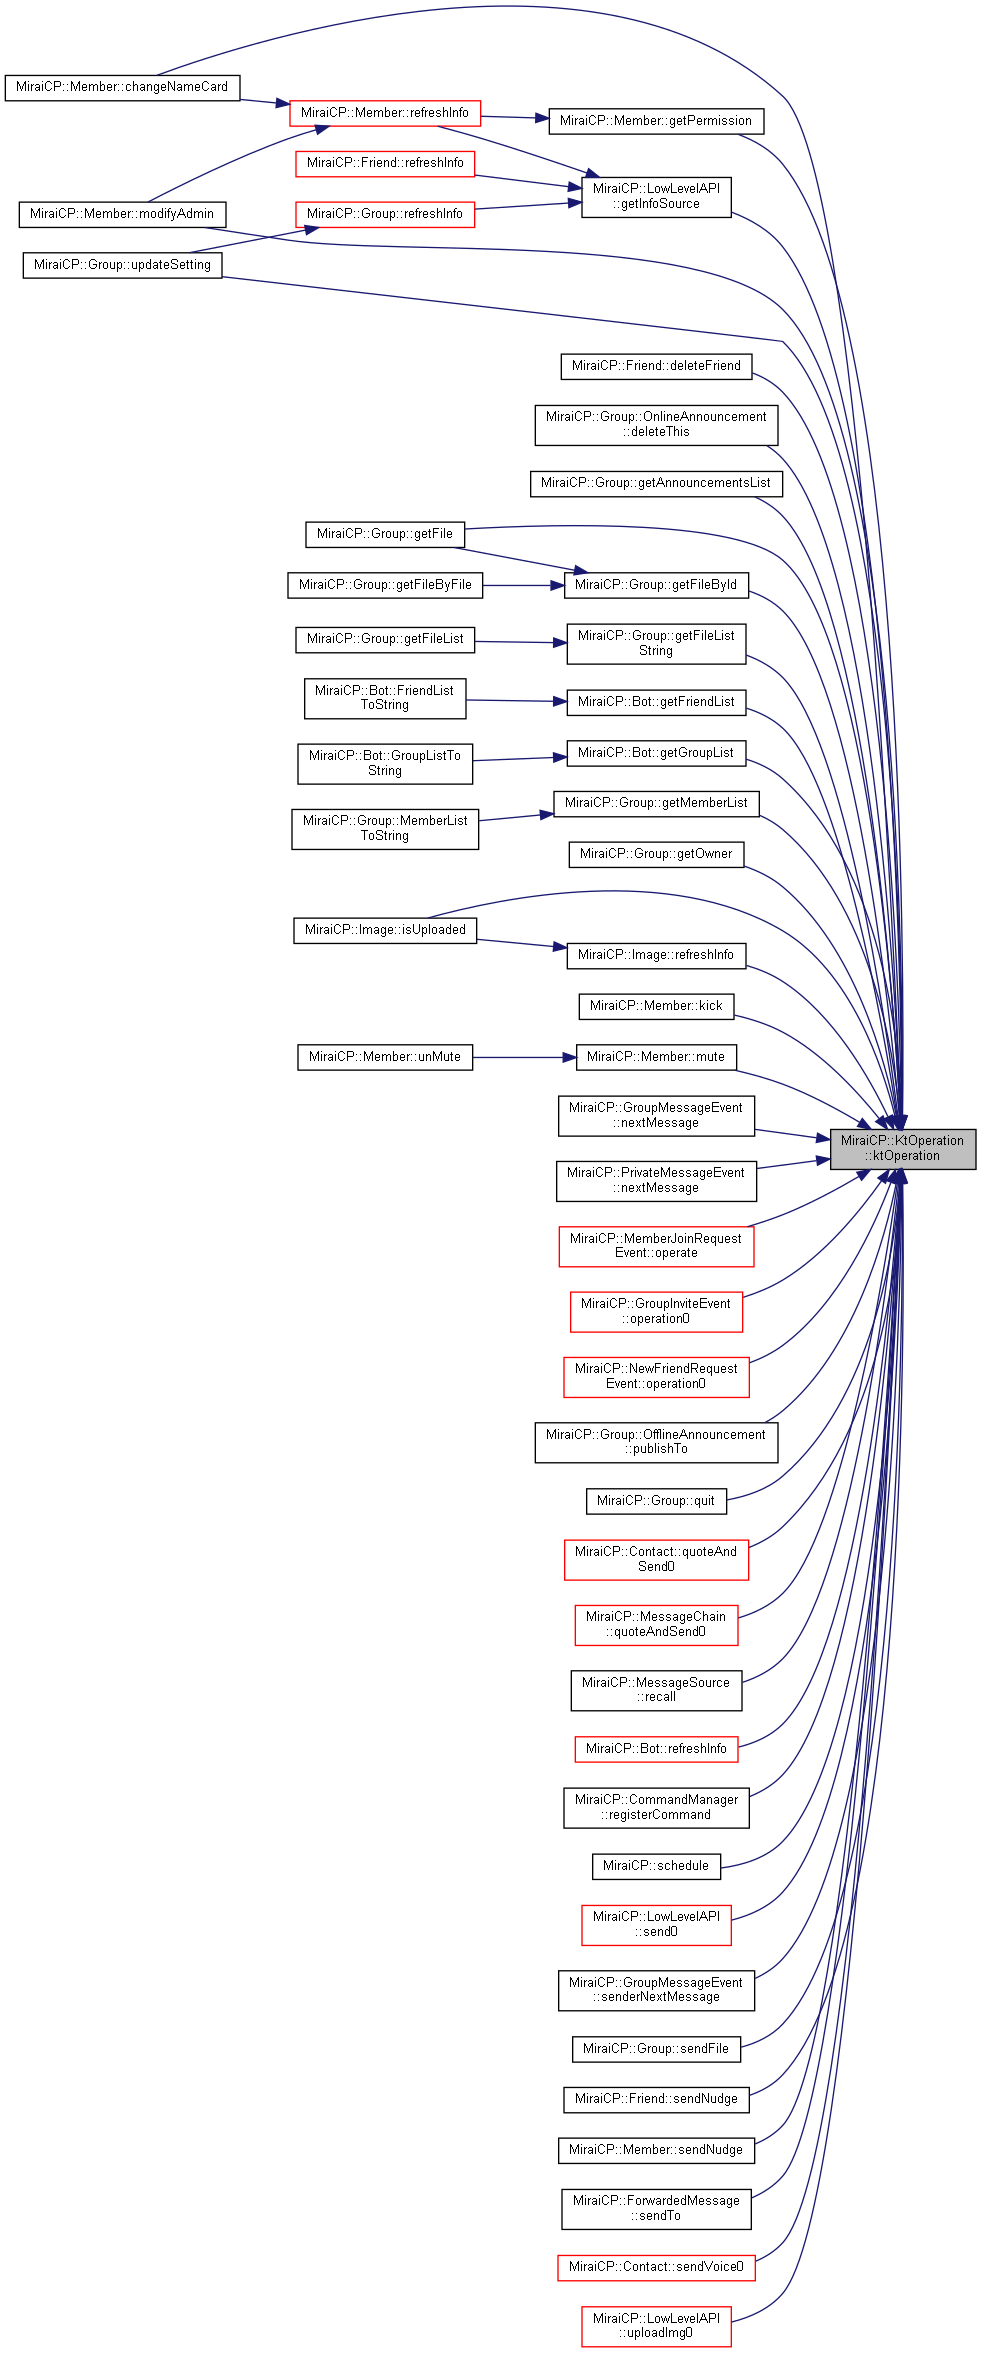 MiraiCP::Member::changeNameCard
MiraiCP::Member::refreshInfo
MiraiCP::Member::getPermission
MiraiCP::Friend::refreshInfo
MiraiCP::LowLevelAPI
::getInfoSource
MiraiCP::Member::modifyAdmin
MiraiCP::Group::refreshInfo
MiraiCP::Group::updateSetting
MiraiCP::Friend::deleteFriend
MiraiCP::Group::OnlineAnnouncement
::deleteThis
MiraiCP::Group::getAnnouncementsList
MiraiCP::Group::getFile
MiraiCP::Group::getFileByFile
MiraiCP::Group::getFileById
MiraiCP::Group::getFileList
MiraiCP::Group::getFileList
String
MiraiCP::Bot::FriendList
ToString
MiraiCP::Bot::getFriendList
MiraiCP::Bot::GroupListTo
String
MiraiCP::Bot::getGroupList
MiraiCP::Group::MemberList
ToString
MiraiCP::Group::getMemberList
MiraiCP::Group::getOwner
MiraiCP::Image::isUploaded
MiraiCP::Image::refreshInfo
MiraiCP::Member::kick
MiraiCP::Member::unMute
MiraiCP::Member::mute
MiraiCP::GroupMessageEvent
::nextMessage
MiraiCP::KtOperation
::ktOperation
MiraiCP::PrivateMessageEvent
::nextMessage
MiraiCP::MemberJoinRequest
Event::operate
MiraiCP::GroupInviteEvent
::operation0
MiraiCP::NewFriendRequest
Event::operation0
MiraiCP::Group::OfflineAnnouncement
::publishTo
MiraiCP::Group::quit
MiraiCP::Contact::quoteAnd
Send0
MiraiCP::MessageChain
::quoteAndSend0
MiraiCP::MessageSource
::recall
MiraiCP::Bot::refreshInfo
MiraiCP::CommandManager
::registerCommand
MiraiCP::schedule
MiraiCP::LowLevelAPI
::send0
MiraiCP::GroupMessageEvent
::senderNextMessage
MiraiCP::Group::sendFile
MiraiCP::Friend::sendNudge
MiraiCP::Member::sendNudge
MiraiCP::ForwardedMessage
::sendTo
MiraiCP::Contact::sendVoice0
MiraiCP::LowLevelAPI
::uploadImg0